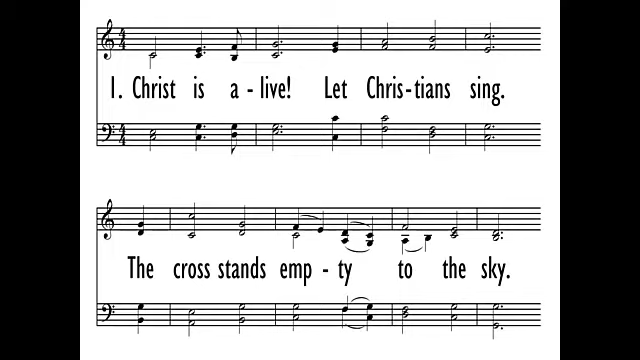 1. Christ is a - live! Let Chris - tians sing.
The cross stands emp - ty to the sky.